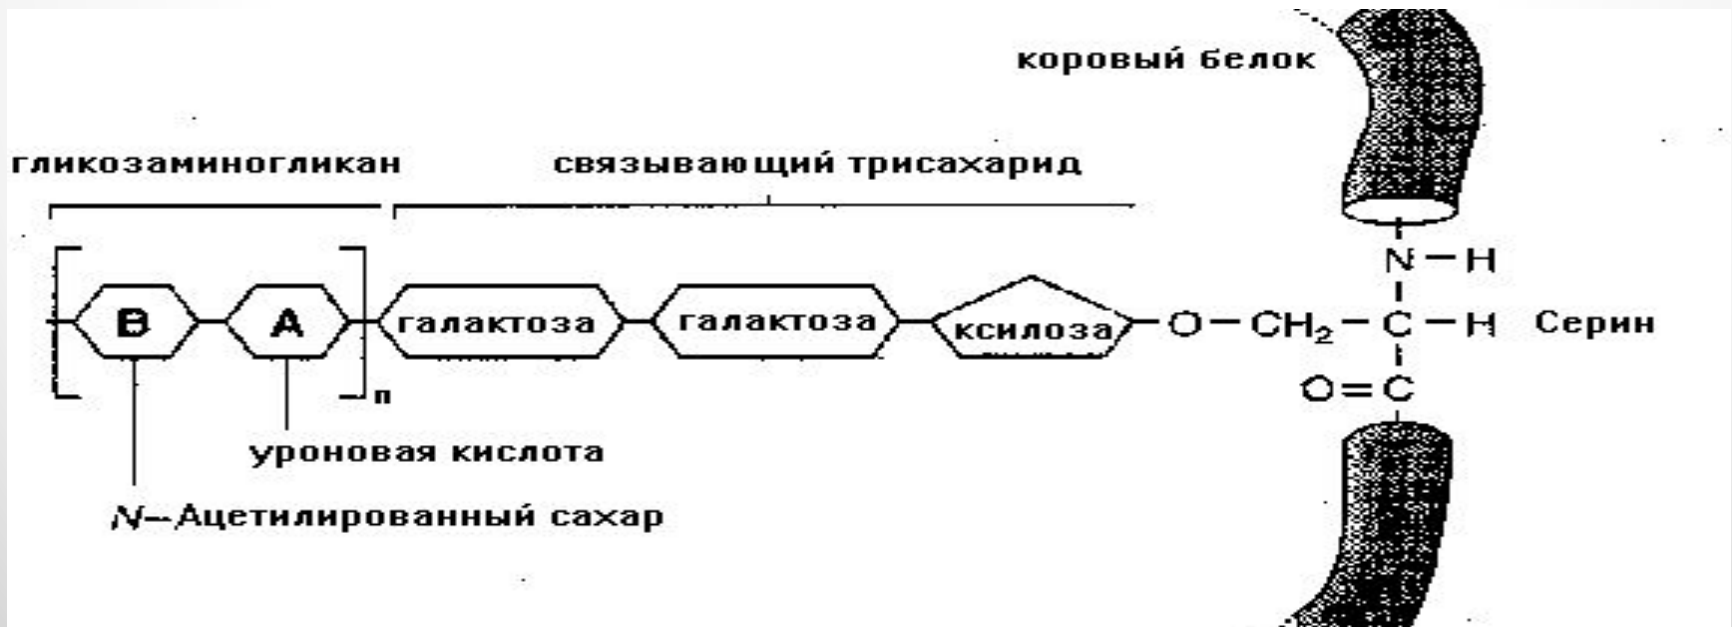 коровый белок
гликозаминогликан связывающий трисахарид
N–H
B A галактоза галактоза ксилоза O–CH₂–C–H Серин
O=C
n
уроновая кислота
N–Ацетилированный сахар